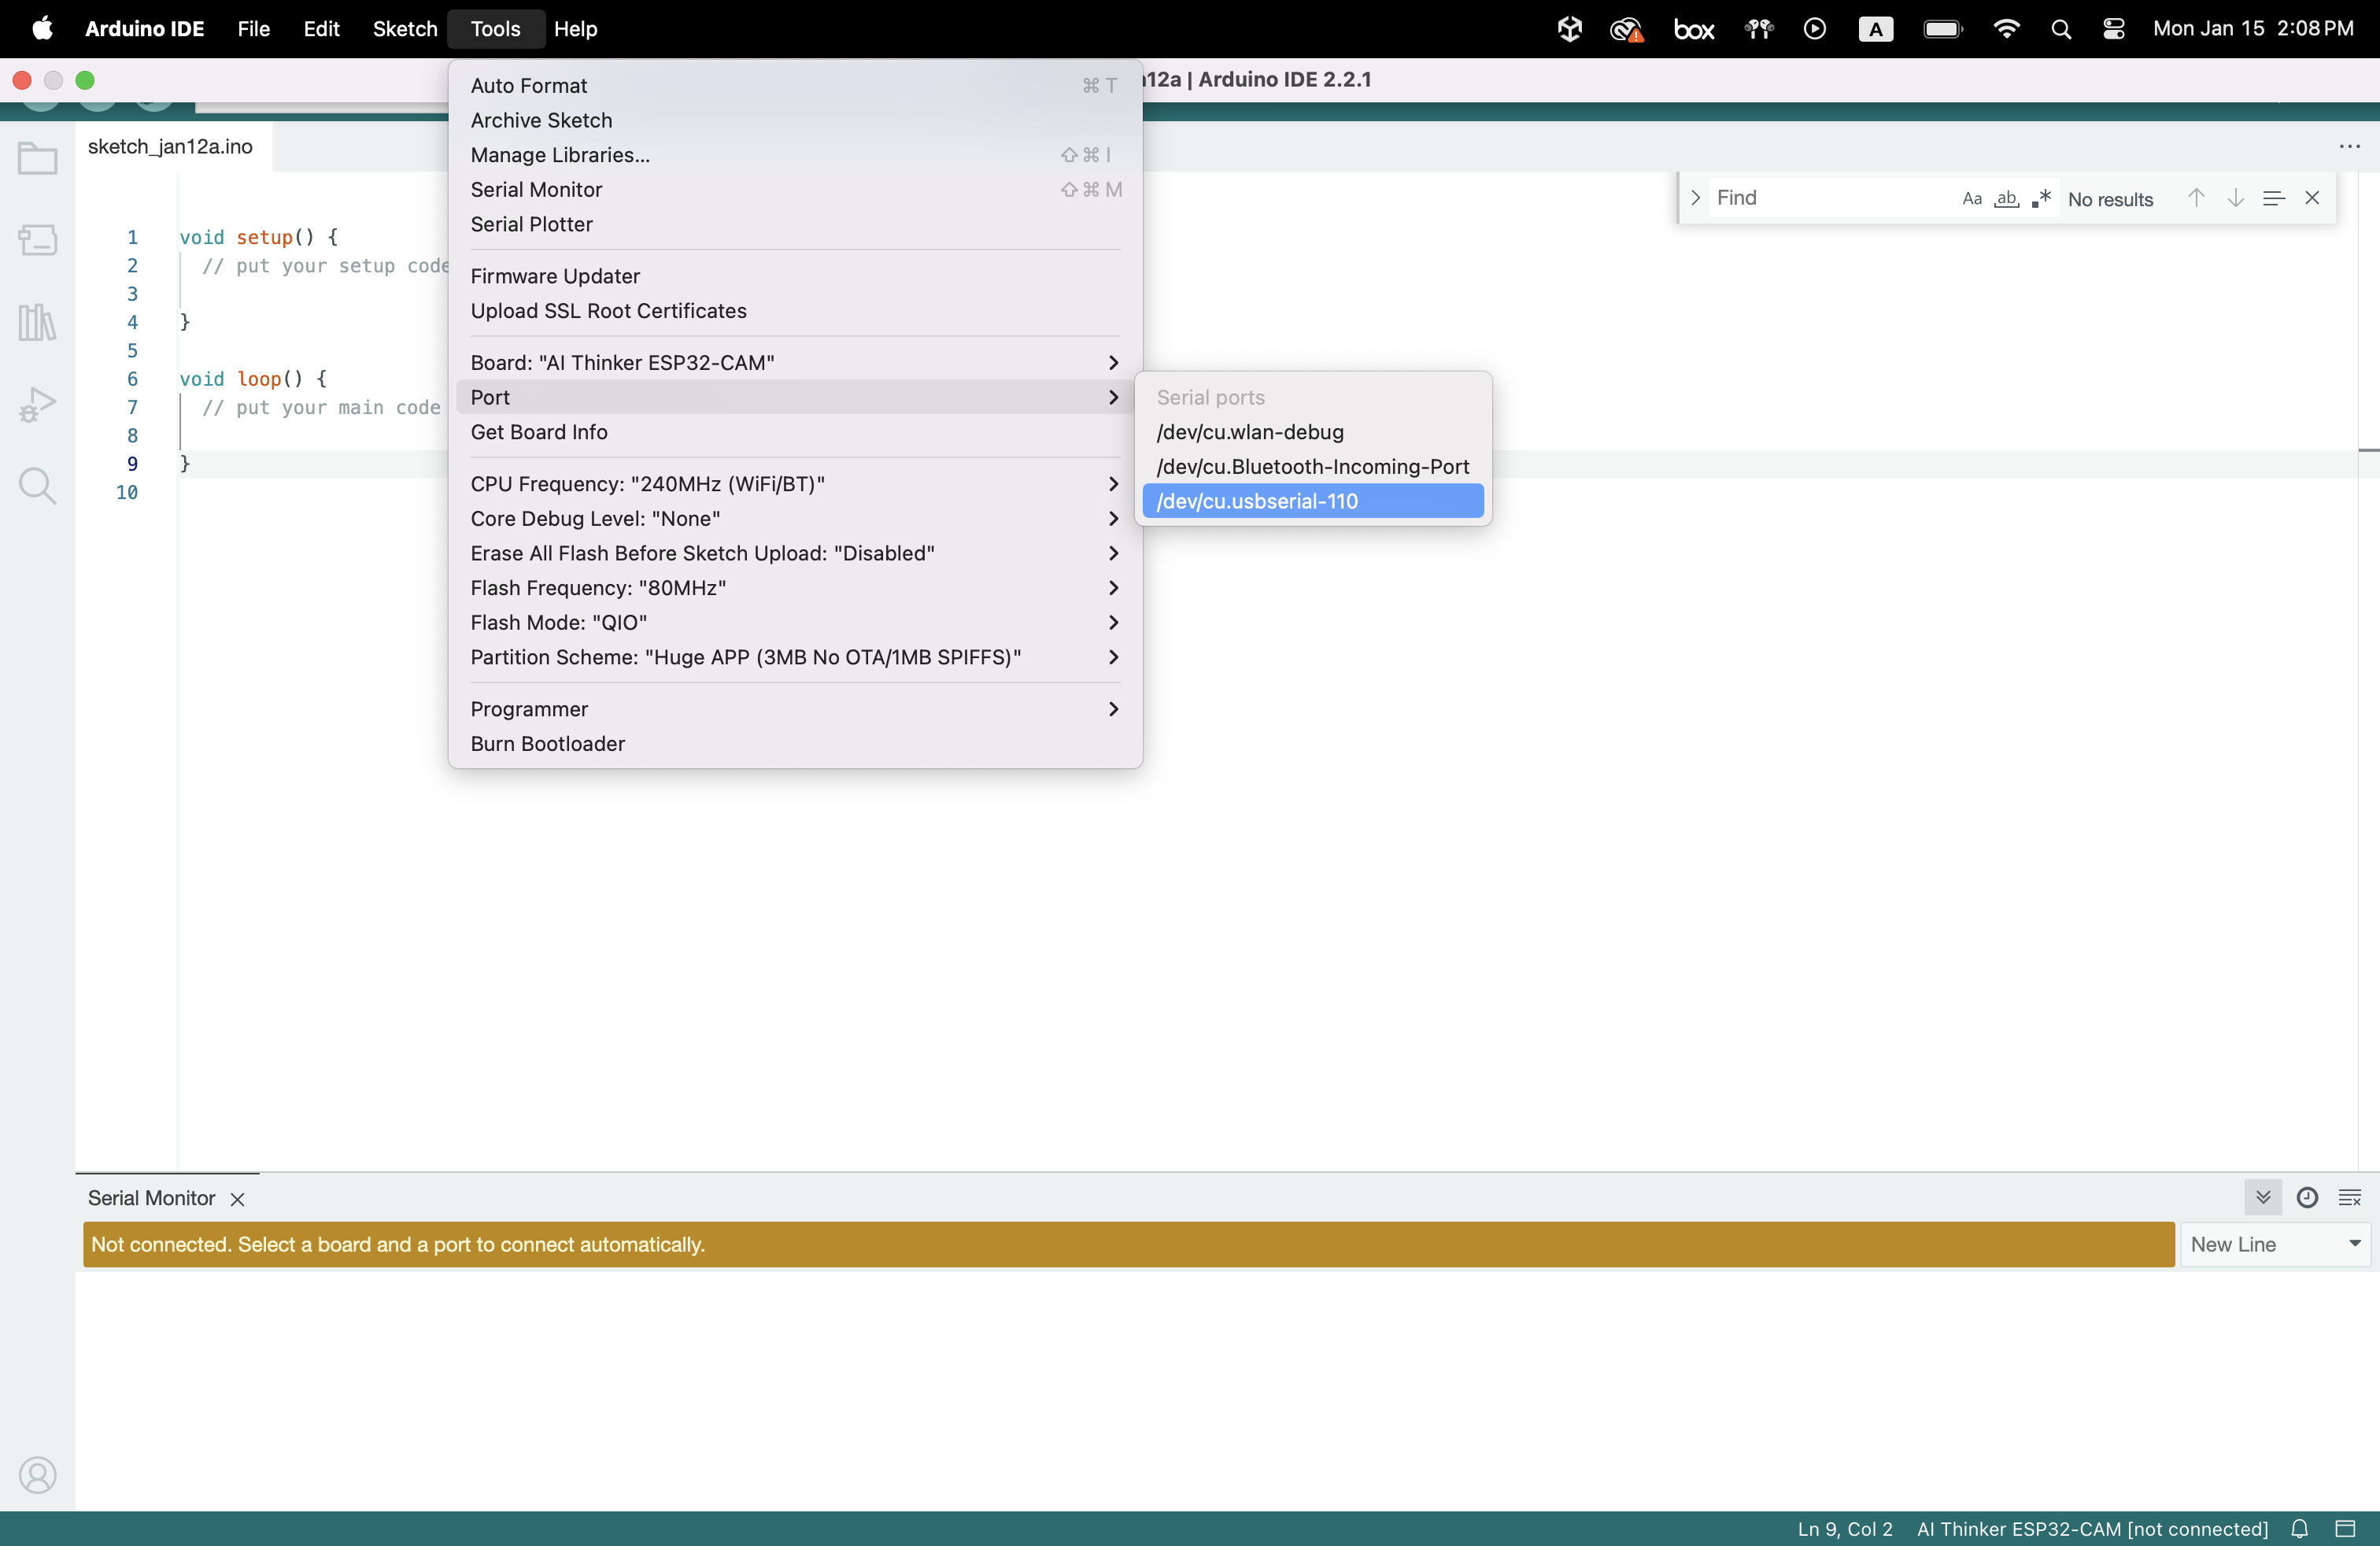 Arduino IDE File Edit Sketch Tools Help box A Mon Jan 15 2:08 PM
12a | Arduino IDE 2.2.1
sketch_jan12a.ino
Find Aa ab .* No results
1 void setup() {
2 // put your setup code
3
4 }
5
6 void loop() {
7 // put your main code
8
9 }
10
Auto Format ⌘ T
Archive Sketch
Manage Libraries... ⇧ ⌘ I
Serial Monitor ⇧ ⌘ M
Serial Plotter
Firmware Updater
Upload SSL Root Certificates
Board: "AI Thinker ESP32-CAM"
Port
Get Board Info
CPU Frequency: "240MHz (WiFi/BT)"
Core Debug Level: "None"
Erase All Flash Before Sketch Upload: "Disabled"
Flash Frequency: "80MHz"
Flash Mode: "QIO"
Partition Scheme: "Huge APP (3MB No OTA/1MB SPIFFS)"
Programmer
Burn Bootloader
Serial ports
/dev/cu.wlan-debug
/dev/cu.Bluetooth-Incoming-Port
/dev/cu.usbserial-110
Serial Monitor
Not connected. Select a board and a port to connect automatically.
New Line
Ln 9, Col 2 AI Thinker ESP32-CAM [not connected]